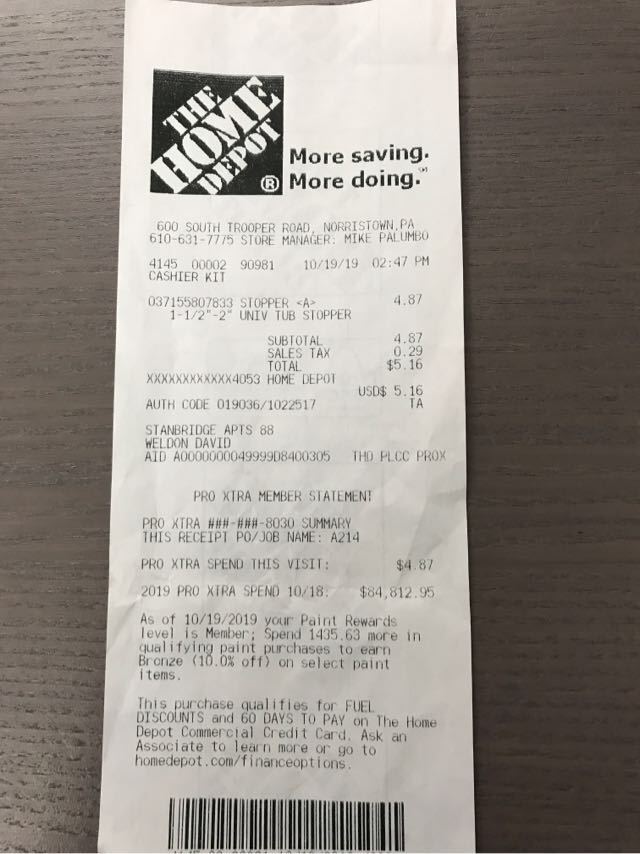 THE
HOME
DEPOT
®
More saving.
More doing.℠
600 SOUTH TROOPER ROAD, NORRISTOWN,PA
610-631-7775 STORE MANAGER: MIKE PALUMBO
4145 00002 90981 10/19/19 02:47 PM
CASHIER KIT
037155807833 STOPPER <A> 4.87
1-1/2"-2" UNIV TUB STOPPER
SUBTOTAL 4.87
SALES TAX 0.29
TOTAL $5.16
XXXXXXXXXXXX4053 HOME DEPOT
USD$ 5.16
AUTH CODE 019036/1022517 TA
STANBRIDGE APTS 88
WELDON DAVID
AID A0000000049999D8400305 THD PLCC PROX
PRO XTRA MEMBER STATEMENT
PRO XTRA ###-###-8030 SUMMARY
THIS RECEIPT PO/JOB NAME: A214
PRO XTRA SPEND THIS VISIT: $4.87
2019 PRO XTRA SPEND 10/18: $84,812.95
As of 10/19/2019 your Paint Rewards
level is Member; Spend 1435.63 more in
qualifying paint purchases to earn
Bronze (10.0% off) on select paint
items.
This purchase qualifies for FUEL
DISCOUNTS and 60 DAYS TO PAY on The Home
Depot Commercial Credit Card. Ask an
Associate to learn more or go to
homedepot.com/financeoptions.